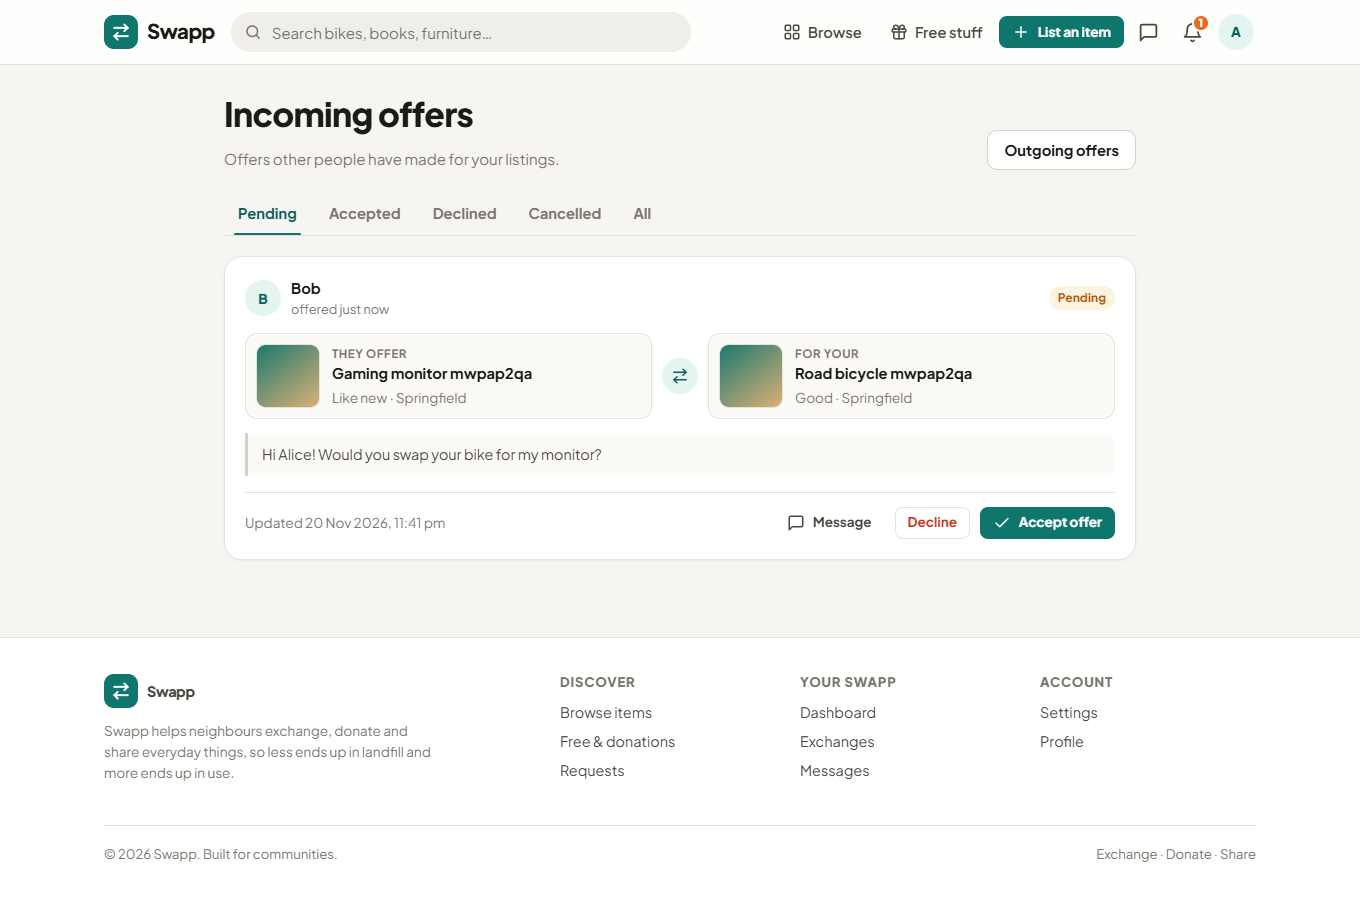 Swapp
Search bikes, books, furniture...
Browse
Free stuff
List an item
1
A
Incoming offers
Offers other people have made for your listings.
Outgoing offers
Pending
Accepted
Declined
Cancelled
All
B
Bob
offered just now
Pending
THEY OFFER
Gaming monitor mwpap2qa
Like new · Springfield
FOR YOUR
Road bicycle mwpap2qa
Good · Springfield
Hi Alice! Would you swap your bike for my monitor?
Updated 20 Nov 2026, 11:41 pm
Message
Decline
Accept offer
Swapp
Swapp helps neighbours exchange, donate and
share everyday things, so less ends up in landfill and
more ends up in use.
DISCOVER
Browse items
Free & donations
Requests
YOUR SWAPP
Dashboard
Exchanges
Messages
ACCOUNT
Settings
Profile
© 2026 Swapp. Built for communities.
Exchange · Donate · Share